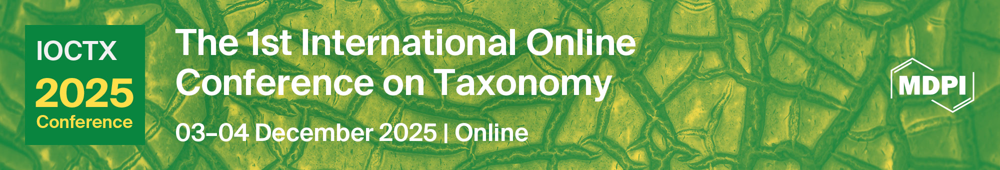 IOCTX
2025
Conference
The 1st International Online
Conference on Taxonomy
03–04 December 2025 | Online
MDPI